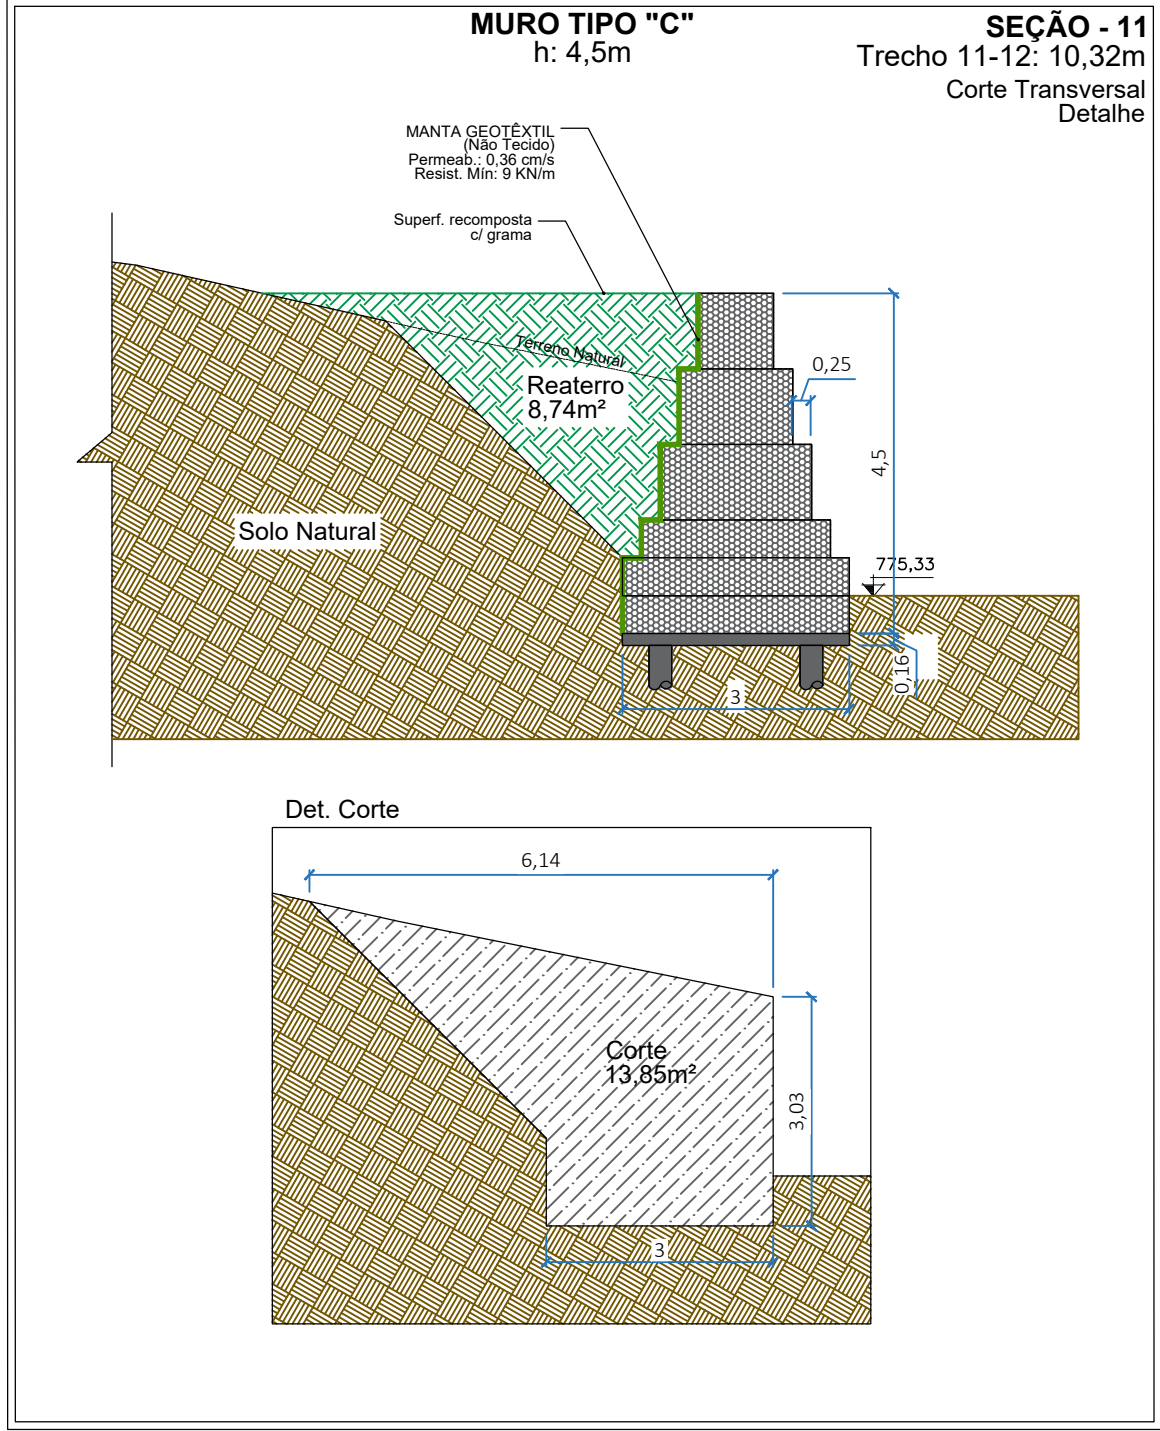 MURO TIPO "C"
h: 4,5m
SEÇÃO - 11
Trecho 11-12: 10,32m
Corte Transversal
Detalhe
MANTA GEOTÊXTIL
(Não Tecido)
Permeab.: 0,36 cm/s
Resist. Mín: 9 KN/m
Superf. recomposta
c/ grama
Terreno Natural
Reaterro
8,74m²
0,25
4,5
Solo Natural
775,33
0,16
3
Det. Corte
6,14
Corte
13,85m²
3,03
3